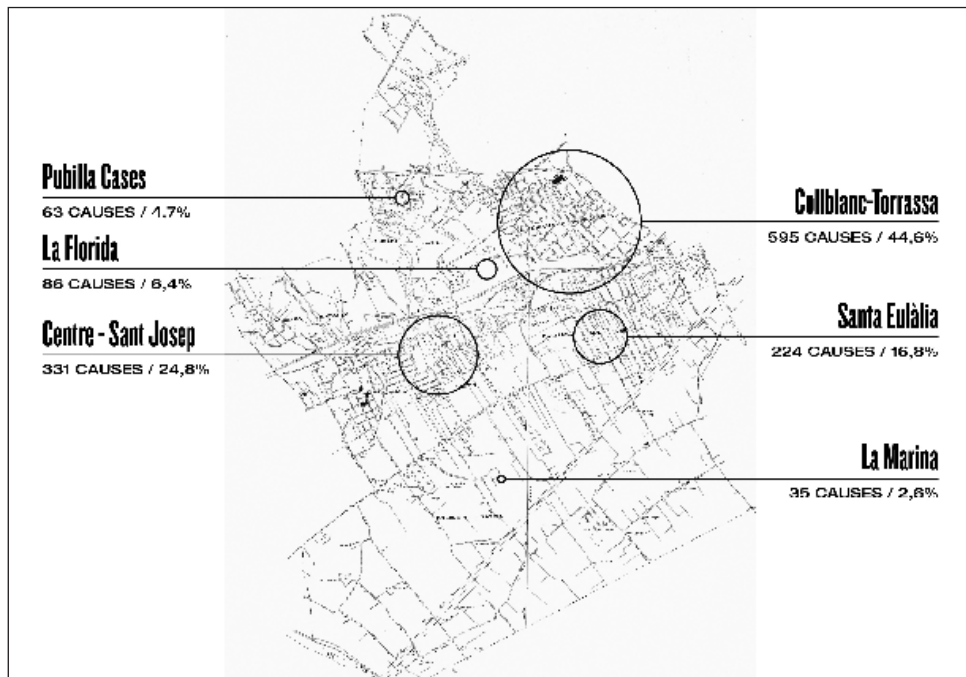 Pubilla Cases
63 CAUSES / 4.7%
La Florida
86 CAUSES / 6,4%
Centre - Sant Josep
331 CAUSES / 24,8%
Collblanc-Torrassa
595 CAUSES / 44,6%
Santa Eulàlia
224 CAUSES / 16,8%
La Marina
35 CAUSES / 2,6%